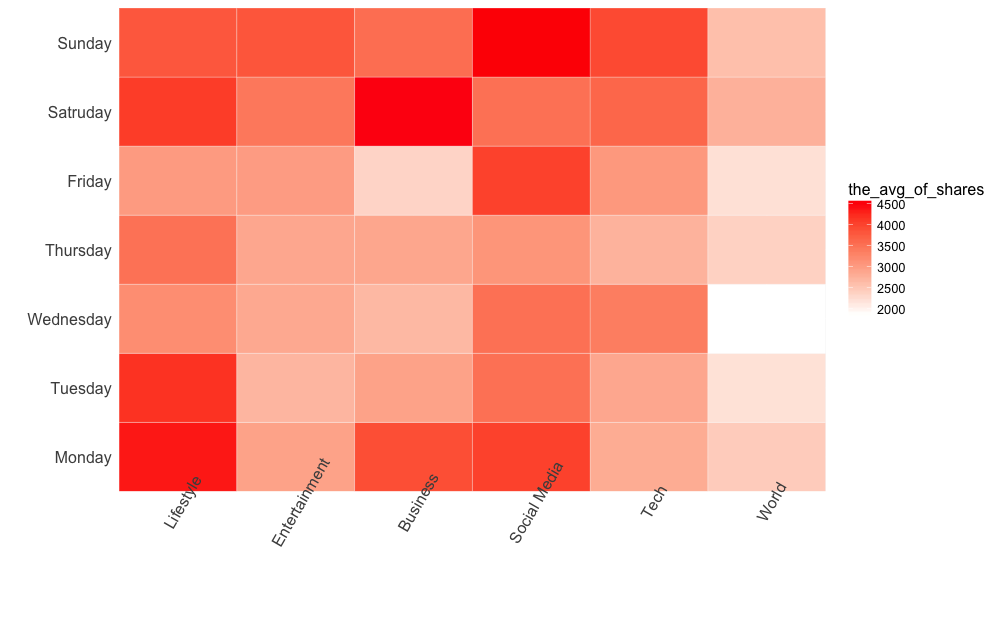 Sunday
Satruday
Friday
Thursday
Wednesday
Tuesday
Monday
Lifestyle
Entertainment
Business
Social Media
Tech
World
the_avg_of_shares
4500
4000
3500
3000
2500
2000